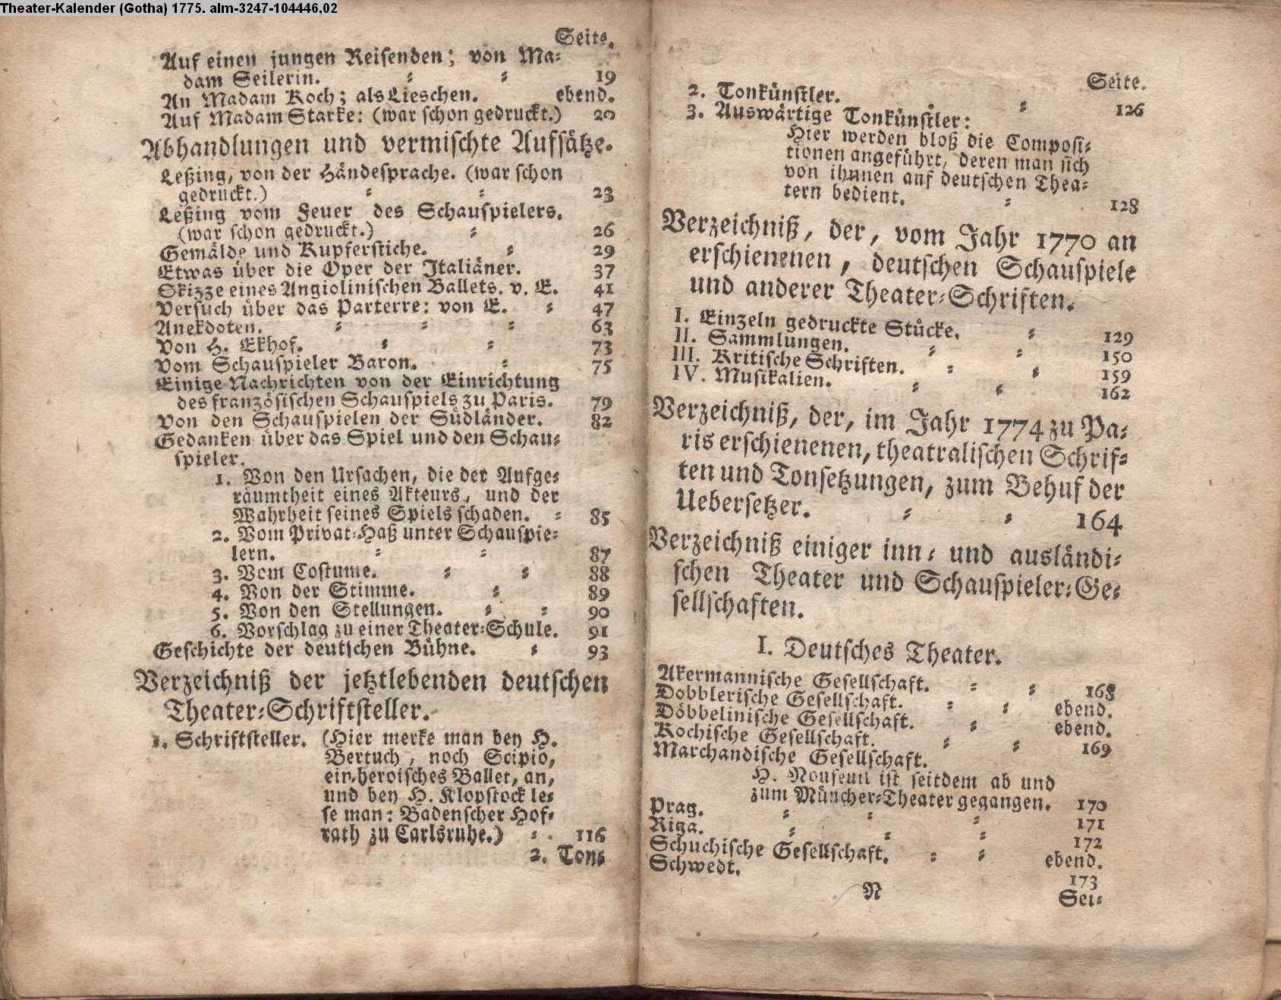 Theater-Kalender (Gotha) 1775. alm-3247-104446,02
Seite.
Auf einen jungen Reisenden; von Ma-
dam Seilerin. 19
An Madam Koch; als Lieschen. ebend.
Auf Madam Starke: (war schon gedruckt.) 20
Abhandlungen und vermischte Aufsätze.
Leßing, von der Händesprache. (war schon
gedruckt.) 23
Leßing vom Feuer des Schauspielers.
(war schon gedruckt.) 26
Gemälde und Kupferstiche. 29
Etwas über die Oper der Italiäner. 37
Skizze eines Angiolinischen Ballets. v. E. 41
Versuch über das Parterre: von E. 47
Anekdoten. 63
Von H. Ekhof. 73
Vom Schauspieler Baron. 75
Einige Nachrichten von der Einrichtung
des französischen Schauspiels zu Paris. 79
Von den Schauspielen der Südländer. 82
Gedanken über das Spiel und den Schau-
spieler.
1. Von den Ursachen, die der Aufge-
räumtheit eines Akteurs, und der
Wahrheit seines Spiels schaden. 85
2. Vom Privat-Haß unter Schauspie-
lern. 87
3. Vom Costume. 88
4. Von der Stimme. 89
5. Von den Stellungen. 90
6. Vorschlag zu einer Theater-Schule. 91
Geschichte der deutschen Bühne. 93
Verzeichniß der jetztlebenden deutschen
Theater-Schriftsteller.
1. Schriftsteller. (Hier merke man bey H.
Bertuch, noch Scipio,
ein heroisches Ballet, an,
und bey H. Klopstock le-
se man: Badenscher Hof-
rath zu Carlsruhe.) 116
2. Ton-
Seite.
2. Tonkünstler. 126
3. Auswärtige Tonkünstler:
Hier werden bloß die Composi-
tionen angeführt, deren man sich
von ihnen auf deutschen Thea-
tern bedient. 128
Verzeichniß, der, vom Jahr 1770 an
erschienenen, deutschen Schauspiele
und anderer Theater-Schriften.
I. Einzeln gedruckte Stücke. 129
II. Sammlungen. 150
III. Kritische Schriften. 159
IV. Musikalien. 162
Verzeichniß, der, im Jahr 1774 zu Pa-
ris erschienenen, theatralischen Schrif-
ten und Tonsetzungen, zum Behuf der
Uebersetzer. 164
Verzeichniß einiger inn- und ausländi-
schen Theater und Schauspieler-Ge-
sellschaften.
I. Deutsches Theater.
Akermannische Gesellschaft. 168
Dobblerische Gesellschaft. ebend.
Döbbelinische Gesellschaft. ebend.
Kochische Gesellschaft. 169
Marchandische Gesellschaft.
H. Nouseul ist seitdem ab und
zum Müncher-Theater gegangen. 170
Prag. 171
Riga. 172
Schuchische Gesellschaft. ebend.
Schwedt. 173
N Sei-